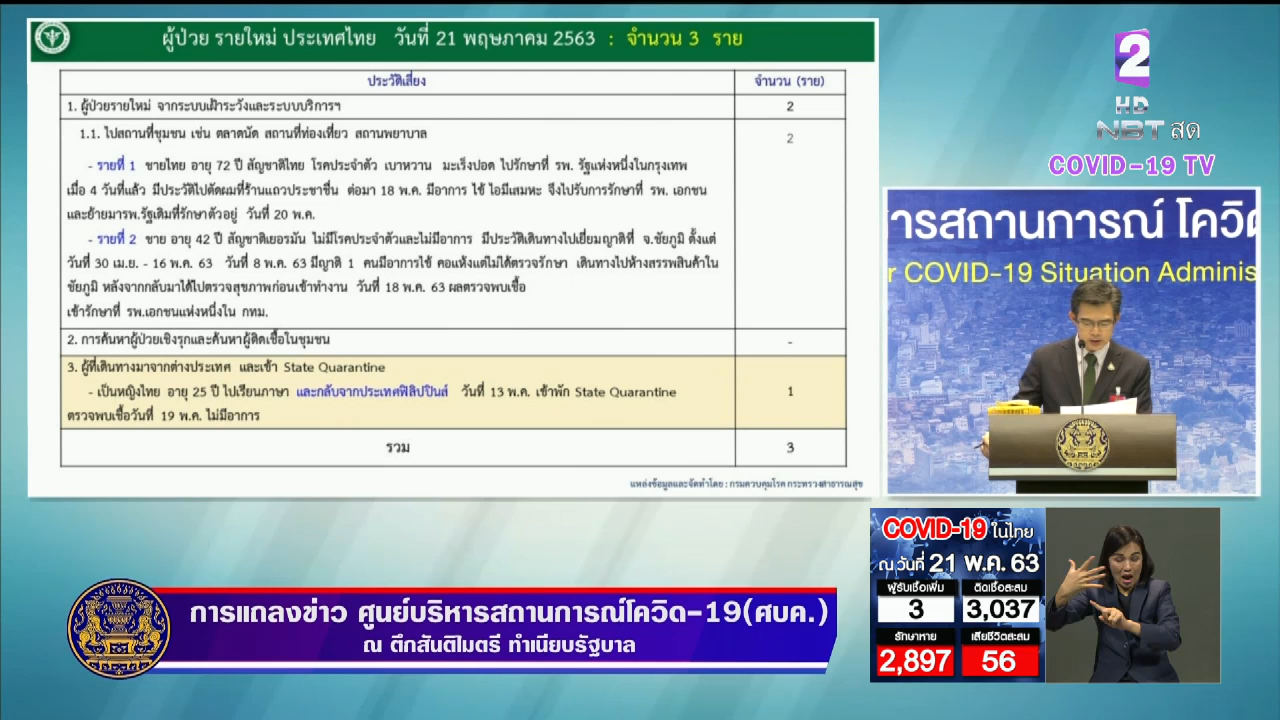 ผู้ป่วย รายใหม่ ประเทศไทย วันที่ 21 พฤษภาคม 2563 : จำนวน 3 ราย
ประวัติเสี่ยง
จำนวน (ราย)
1. ผู้ป่วยรายใหม่ จากระบบเฝ้าระวังและระบบบริการฯ
2
1.1. ไปสถานที่ชุมชน เช่น ตลาดนัด สถานที่ท่องเที่ยว สถานพยาบาล
2
- รายที่ 1 ชายไทย อายุ 72 ปี สัญชาติไทย โรคประจำตัว เบาหวาน มะเร็งปอด ไปรักษาที่ รพ. รัฐแห่งหนึ่งในกรุงเทพ
เมื่อ 4 วันที่แล้ว มีประวัติไปตัดผมที่ร้านแถวประชาชื่น ต่อมา 18 พ.ค. มีอาการ ไข้ ไอมีเสมหะ จึงไปรับการรักษาที่ รพ. เอกชน
และย้ายมารพ.รัฐเดิมที่รักษาตัวอยู่ วันที่ 20 พ.ค.
- รายที่ 2 ชาย อายุ 42 ปี สัญชาติเยอรมัน ไม่มีโรคประจำตัวและไม่มีอาการ มีประวัติเดินทางไปเยี่ยมญาติที่ จ.ชัยภูมิ ตั้งแต่
วันที่ 30 เม.ย. - 16 พ.ค. 63 วันที่ 8 พ.ค. 63 มีญาติ 1 คนมีอาการไข้ คอแห้งแต่ไม่ได้ตรวจรักษา เดินทางไปห้างสรรพสินค้าใน
ชัยภูมิ หลังจากกลับมาได้ไปตรวจสุขภาพก่อนเข้าทำงาน วันที่ 18 พ.ค. 63 ผลตรวจพบเชื้อ
เข้ารักษาที่ รพ.เอกชนแห่งหนึ่งใน กทม.
2. การค้นหาผู้ป่วยเชิงรุกและค้นหาผู้ติดเชื้อในชุมชน
-
3. ผู้ที่เดินทางมาจากต่างประเทศ และเข้า State Quarantine
- เป็นหญิงไทย อายุ 25 ปี ไปเรียนภาษา และกลับจากประเทศฟิลิปปินส์ วันที่ 13 พ.ค. เข้าพัก State Quarantine
ตรวจพบเชื้อวันที่ 19 พ.ค. ไม่มีอาการ
1
รวม
3
แหล่งข้อมูลและจัดทำโดย : กรมควบคุมโรค กระทรวงสาธารณสุข
2
HD
NBT สด
COVID-19 TV
ารสถานการณ์ โควิด
r COVID-19 Situation Adminis
COVID-19 ในไทย
ณ วันที่ 21 พ.ค. 63
ผู้รับเชื้อเพิ่ม
ติดเชื้อสะสม
3
3,037
รักษาหาย
เสียชีวิตสะสม
2,897
56
การแถลงข่าว ศูนย์บริหารสถานการณ์โควิด-19(ศบค.)
ณ ตึกสันติไมตรี ทำเนียบรัฐบาล